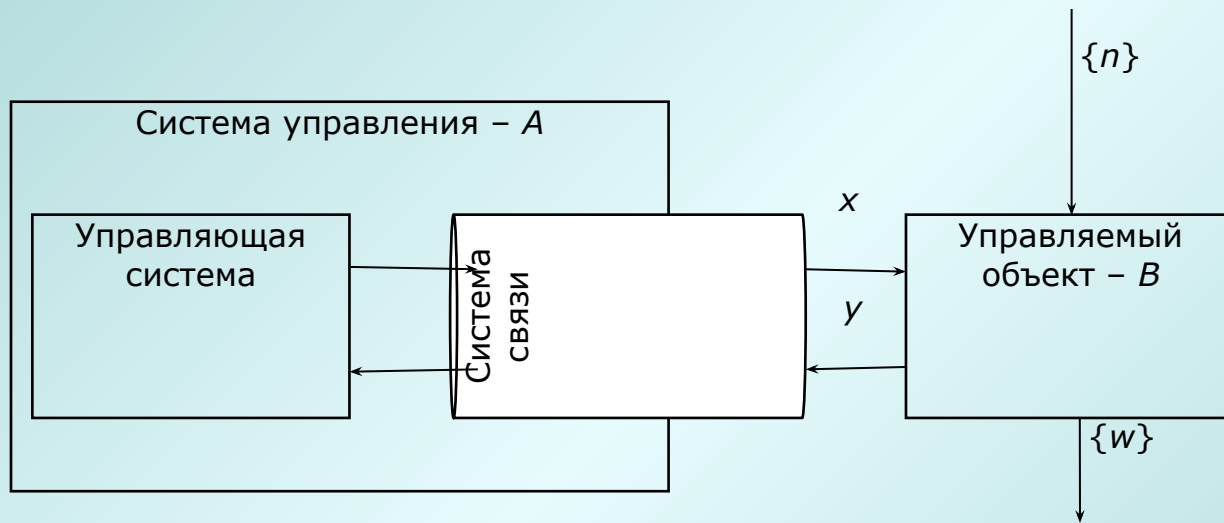 {n}
Система управления – A
x
Управляющая
система
Система
связи
Управляемый
объект – B
y
{w}